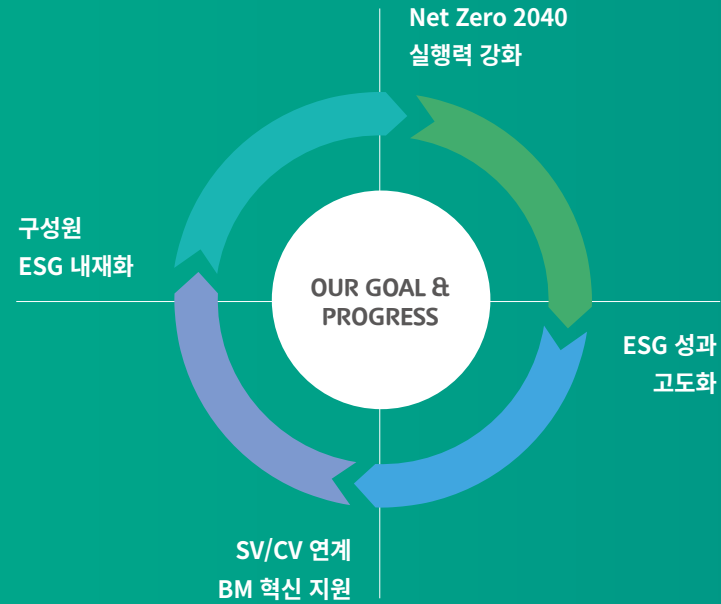 Net Zero 2040
실행력 강화
구성원
ESG 내재화
OUR GOAL &
PROGRESS
ESG 성과
고도화
SV/CV 연계
BM 혁신 지원